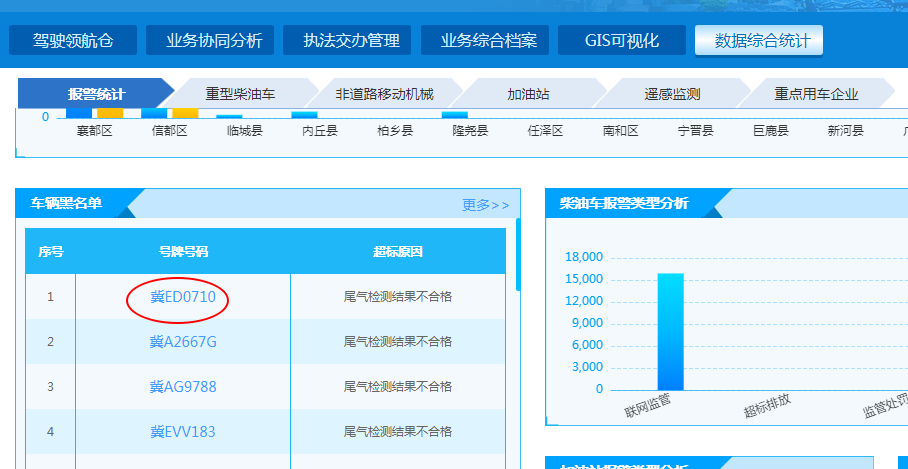 驾驶领航仓 业务协同分析 执法交办管理 业务综合档案 GIS可视化 数据综合统计
报警统计 重型柴油车 非道路移动机械 加油站 遥感监测 重点用车企业
0
襄都区 信都区 临城县 内丘县 柏乡县 隆尧县 任泽区 南和区 宁晋县 巨鹿县 新河县
车辆黑名单 更多>>
序号 号牌号码 超标原因
1 冀ED0710 尾气检测结果不合格
2 冀A2667G 尾气检测结果不合格
3 冀AG9788 尾气检测结果不合格
4 冀EVV183 尾气检测结果不合格
柴油车报警类型分析
18,000
15,000
12,000
9,000
6,000
3,000
0
联网监管 超标排放 监管处罚
加油站报警类型分析